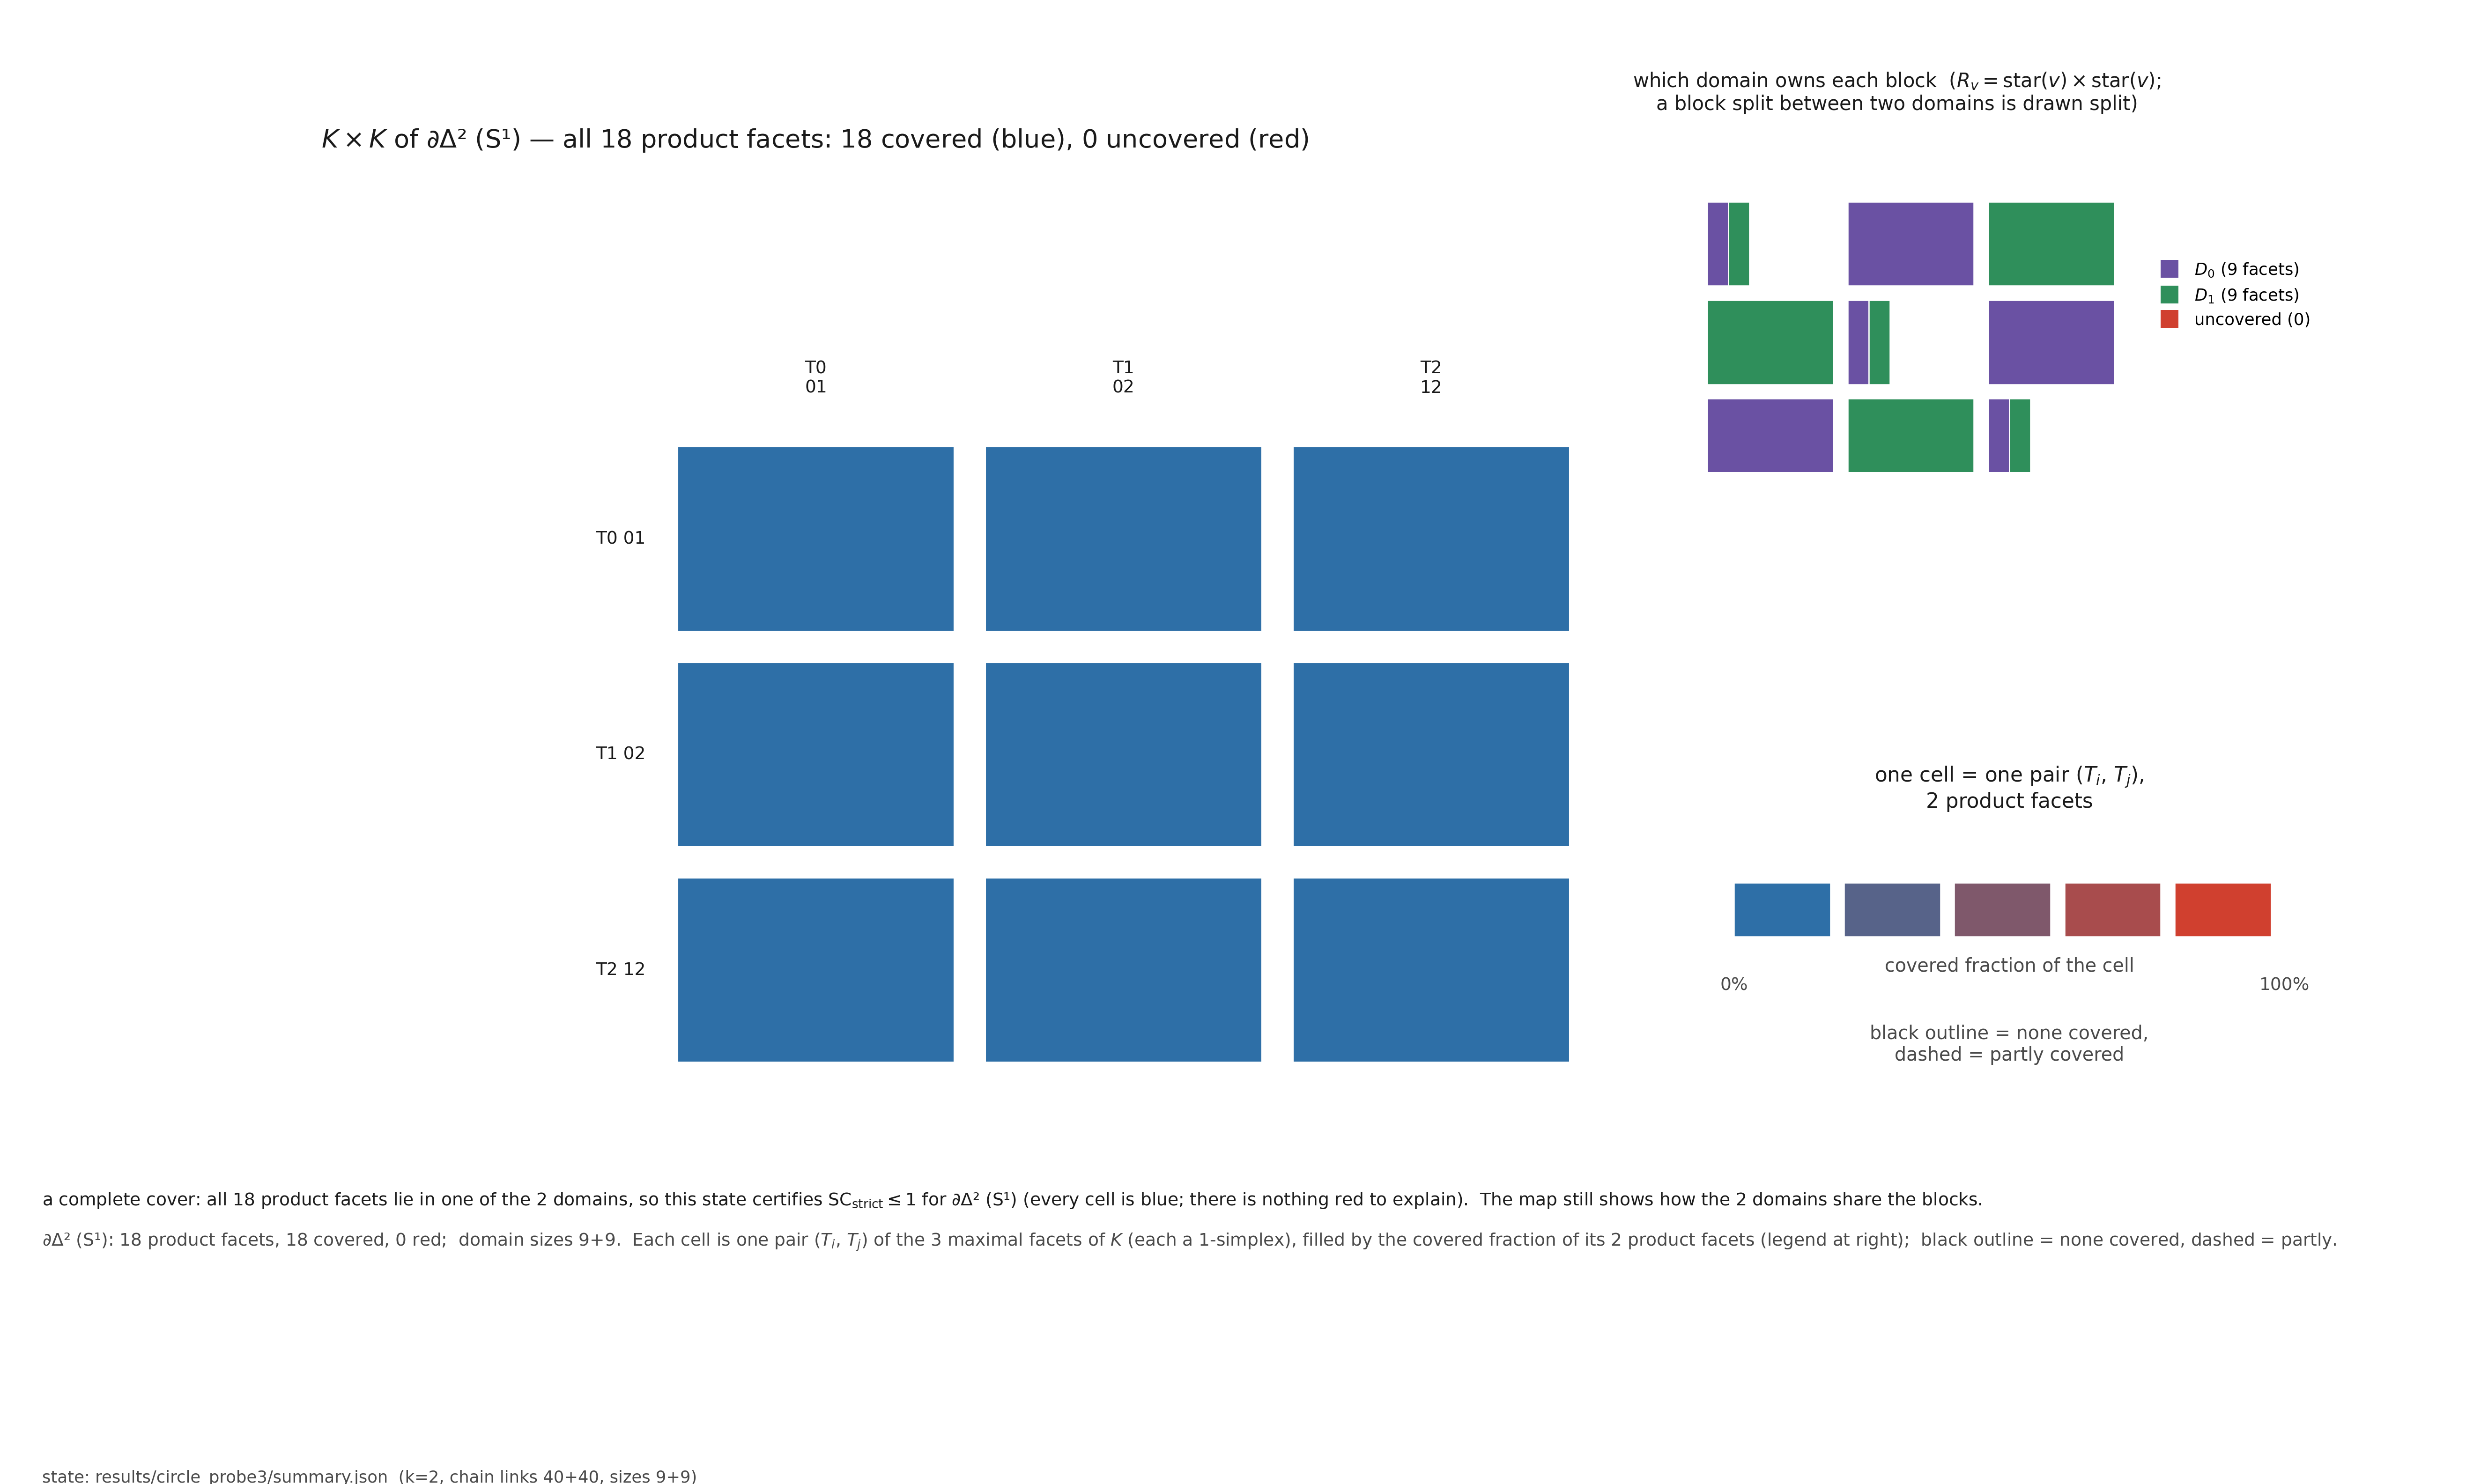 which domain owns each block  (Rᵥ = star(v) × star(v);
a block split between two domains is drawn split)
K × K of ∂Δ² (S¹) — all 18 product facets: 18 covered (blue), 0 uncovered (red)
D₀ (9 facets)
D₁ (9 facets)
uncovered (0)
T0
01
T1
02
T2
12
T0 01
T1 02
T2 12
one cell = one pair (Tᵢ, Tⱼ),
2 product facets
covered fraction of the cell
0%
100%
black outline = none covered,
dashed = partly covered
a complete cover: all 18 product facets lie in one of the 2 domains, so this state certifies SC_strict ≤ 1 for ∂Δ² (S¹) (every cell is blue; there is nothing red to explain).  The map still shows how the 2 domains share the blocks.
∂Δ² (S¹): 18 product facets, 18 covered, 0 red;  domain sizes 9+9.  Each cell is one pair (Tᵢ, Tⱼ) of the 3 maximal facets of K (each a 1-simplex), filled by the covered fraction of its 2 product facets (legend at right);  black outline = none covered, dashed = partly.
state: results/circle_probe3/summary.json  (k=2, chain links 40+40, sizes 9+9)